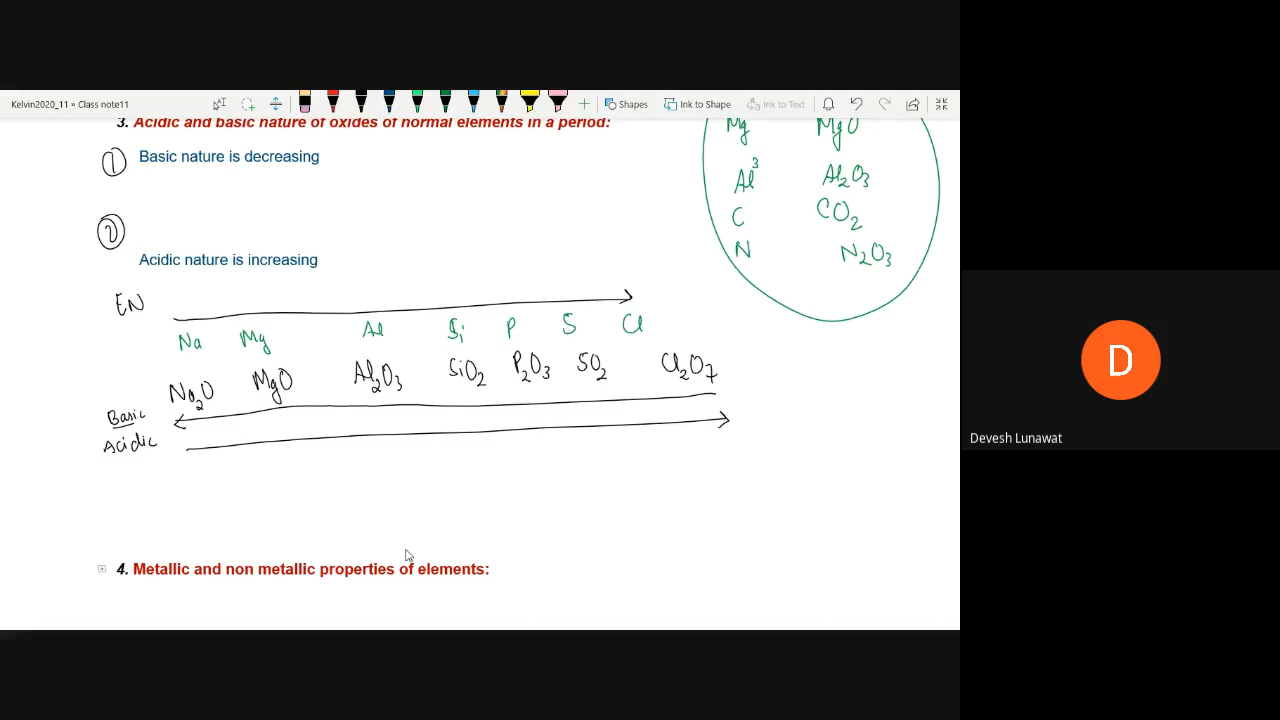 Kelvin2020_11 » Class note11
Shapes
Ink to Shape
Ink to Text
3. Acidic and basic nature of oxides of normal elements in a period:
① Basic nature is decreasing
②
Acidic nature is increasing
Mg MgO
Al³ Al₂O₃
C CO₂
N N₂O₃
EN
Na Mg Al Si P S Cl
Na₂O MgO Al₂O₃ SiO₂ P₂O₃ SO₂ Cl₂O₇
Basic
Acidic
4. Metallic and non metallic properties of elements:
D
Devesh Lunawat